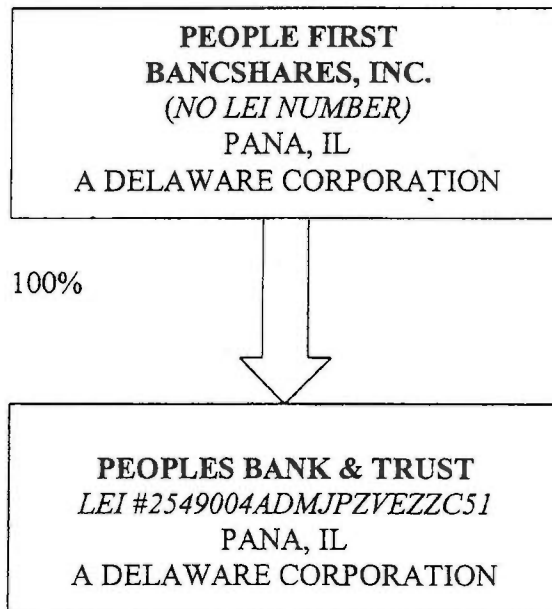 PEOPLE FIRST
BANCSHARES, INC.
(NO LEI NUMBER)
PANA, IL
A DELAWARE CORPORATION
100%
PEOPLES BANK & TRUST
LEI #2549004ADMJPZVEZZC51
PANA, IL
A DELAWARE CORPORATION